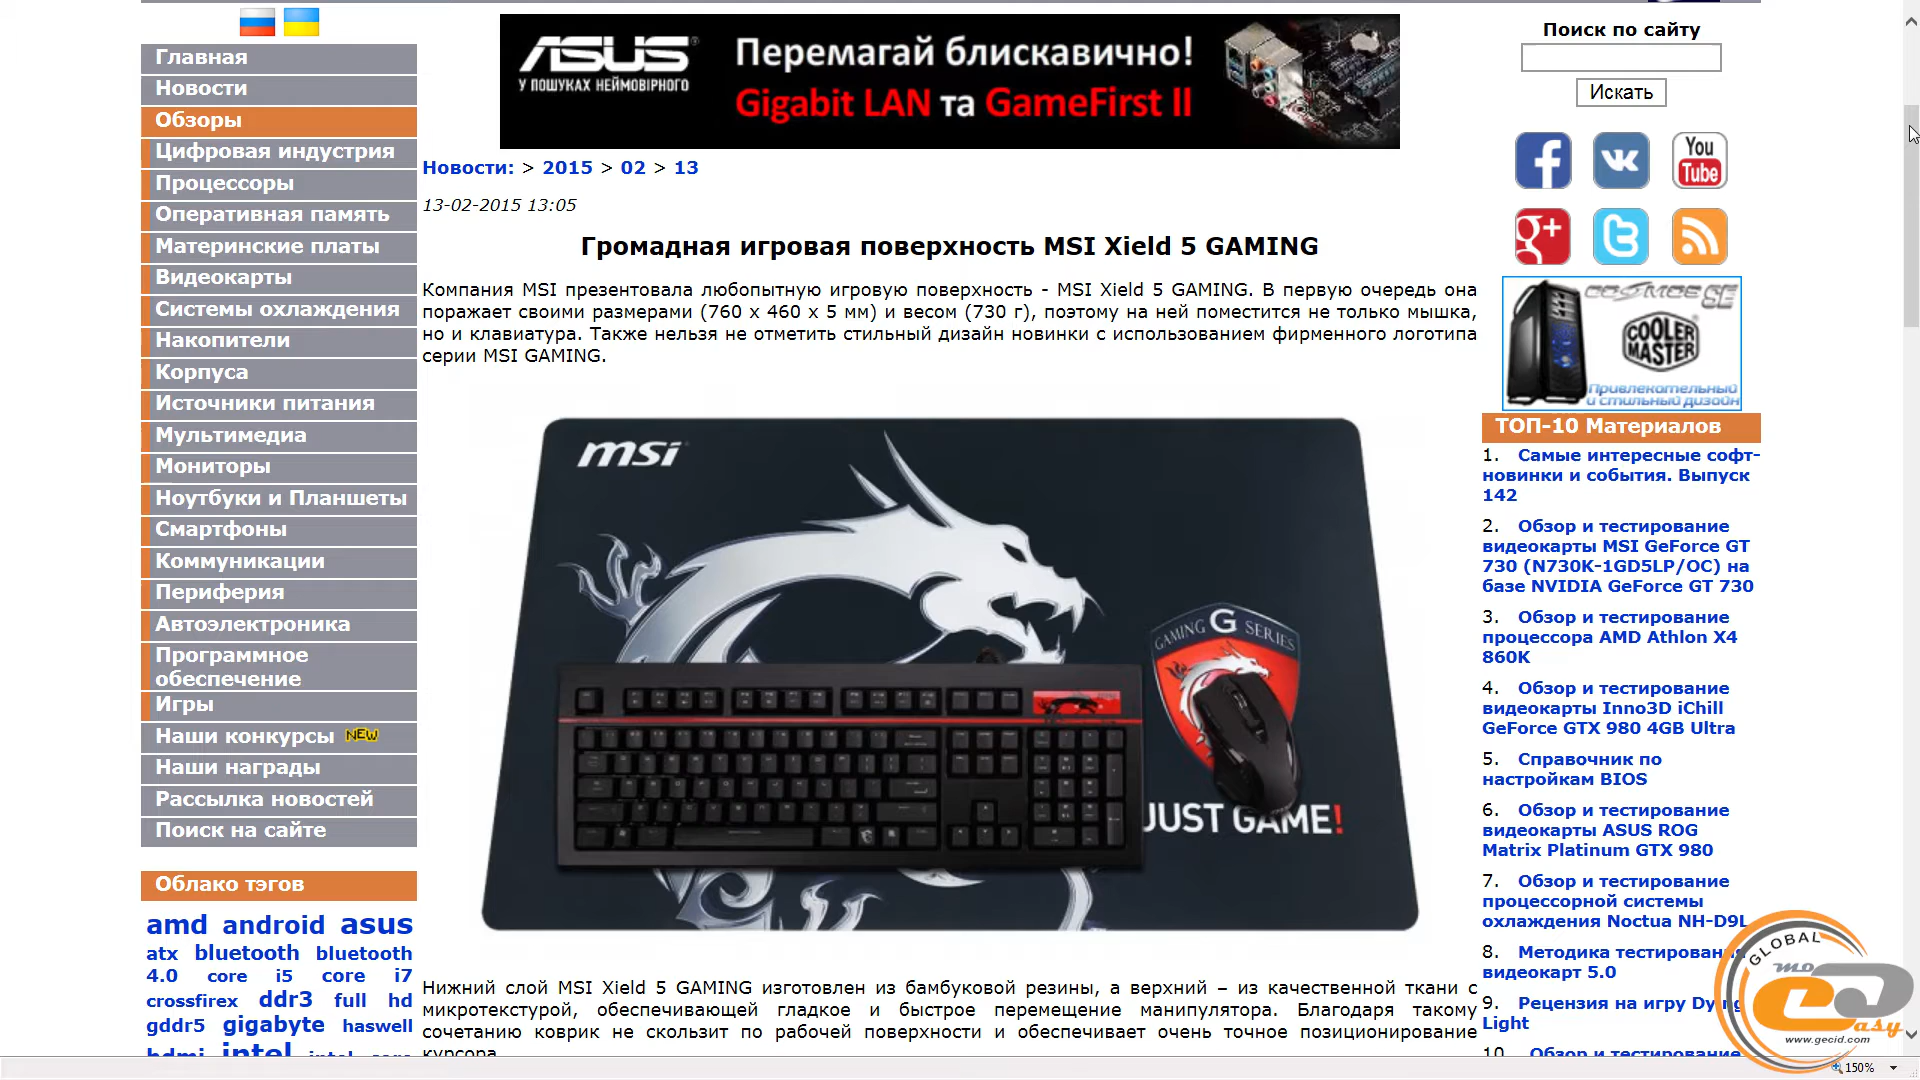 Главная
Новости
Обзоры
Цифровая индустрия
Процессоры
Оперативная память
Материнские платы
Видеокарты
Системы охлаждения
Накопители
Корпуса
Источники питания
Мультимедиа
Мониторы
Ноутбуки и Планшеты
Смартфоны
Коммуникации
Периферия
Автоэлектроника
Программное
обеспечение
Игры
Наши конкурсы NEW
Наши награды
Рассылка новостей
Поиск на сайте
Облако тэгов
amd android asus
atx bluetooth bluetooth
4.0 core i5 core i7
crossfirex ddr3 full hd
gddr5 gigabyte haswell
hdmi intel intel core
ASUS
У ПОШУКАХ НЕЙМОВІРНОГО
Перемагай блискавично!
Gigabit LAN та GameFirst II
Новости: > 2015 > 02 > 13
13-02-2015 13:05
Громадная игровая поверхность MSI Xield 5 GAMING
Компания MSI презентовала любопытную игровую поверхность - MSI Xield 5 GAMING. В первую очередь она
поражает своими размерами (760 x 460 x 5 мм) и весом (730 г), поэтому на ней поместится не только мышка,
но и клавиатура. Также нельзя не отметить стильный дизайн новинки с использованием фирменного логотипа
серии MSI GAMING.
msi
GAMING G SERIES
JUST GAME!
Нижний слой MSI Xield 5 GAMING изготовлен из бамбуковой резины, а верхний – из качественной ткани с
микротекстурой, обеспечивающей гладкое и быстрое перемещение манипулятора. Благодаря такому
сочетанию коврик не скользит по рабочей поверхности и обеспечивает очень точное позиционирование
курсора.
Поиск по сайту
Искать
You
Tube
COSMOS SE
COOLER
MASTER
Привлекательный
и стильный дизайн
ТОП-10 Материалов
1. Самые интересные софт-
новинки и события. Выпуск
142
2. Обзор и тестирование
видеокарты MSI GeForce GT
730 (N730K-1GD5LP/OC) на
базе NVIDIA GeForce GT 730
3. Обзор и тестирование
процессора AMD Athlon X4
860K
4. Обзор и тестирование
видеокарты Inno3D iChill
GeForce GTX 980 4GB Ultra
5. Справочник по
настройкам BIOS
6. Обзор и тестирование
видеокарты ASUS ROG
Matrix Platinum GTX 980
7. Обзор и тестирование
процессорной системы
охлаждения Noctua NH-D9L
8. Методика тестирования
видеокарт 5.0
9. Рецензия на игру Dying
Light
10. Обзор и тестирование
GLOBAL
easy
www.gecid.com
150%